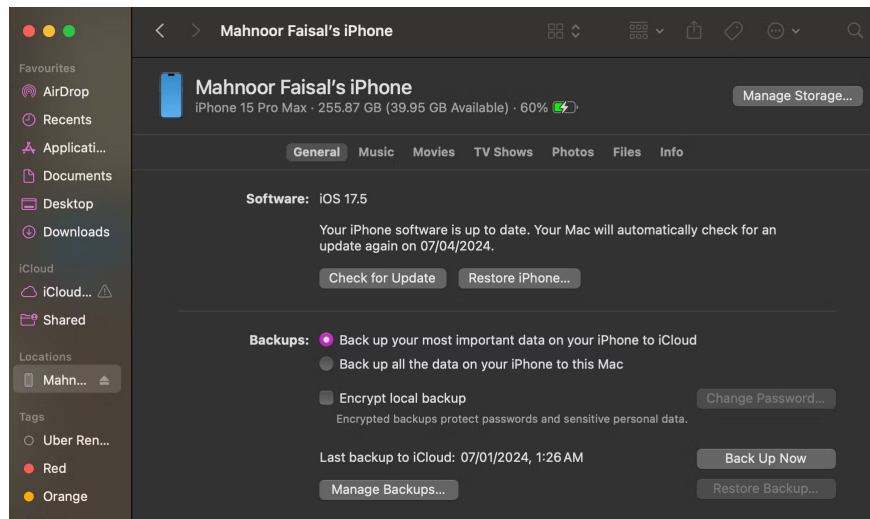 Mahnoor Faisal's iPhone
Favourites
AirDrop
Recents
Applicati...
Documents
Desktop
Downloads
iCloud
iCloud...
Shared
Locations
Mahn...
Tags
Uber Ren...
Red
Orange
Mahnoor Faisal's iPhone
iPhone 15 Pro Max · 255.87 GB (39.95 GB Available) · 60%
Manage Storage...
General Music Movies TV Shows Photos Files Info
Software: iOS 17.5
Your iPhone software is up to date. Your Mac will automatically check for an
update again on 07/04/2024.
Check for Update Restore iPhone...
Backups: Back up your most important data on your iPhone to iCloud
Back up all the data on your iPhone to this Mac
Encrypt local backup Change Password...
Encrypted backups protect passwords and sensitive personal data.
Last backup to iCloud: 07/01/2024, 1:26 AM Back Up Now
Manage Backups... Restore Backup...